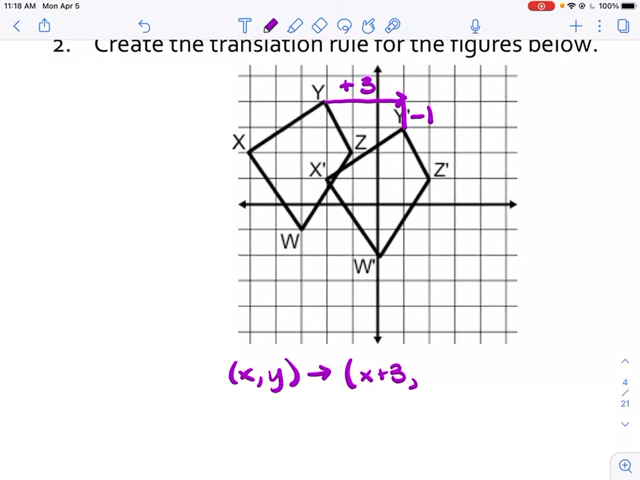 11:18 AM Mon Apr 5
100%
2. Create the translation rule for the figures below.
+3
Y
Y'
-1
X
Z
X'
Z'
W
W'
(x,y) → (x+3,
4
/
21